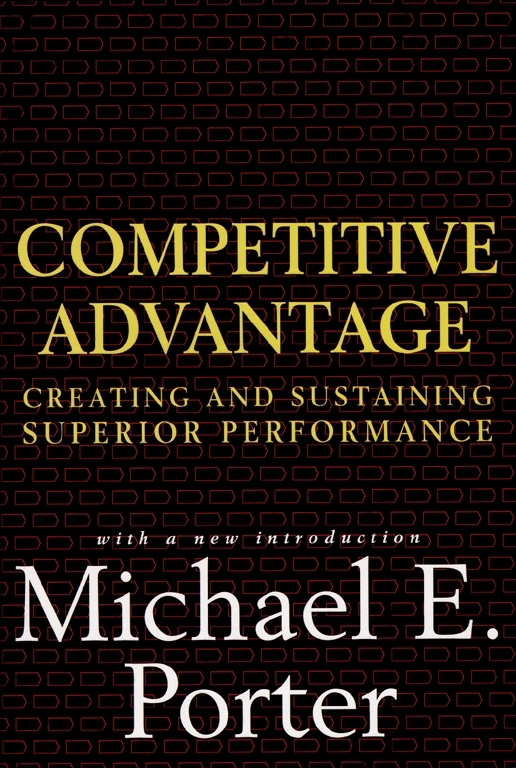 COMPETITIVE
ADVANTAGE
CREATING AND SUSTAINING
SUPERIOR PERFORMANCE
with a new introduction
Michael E.
Porter